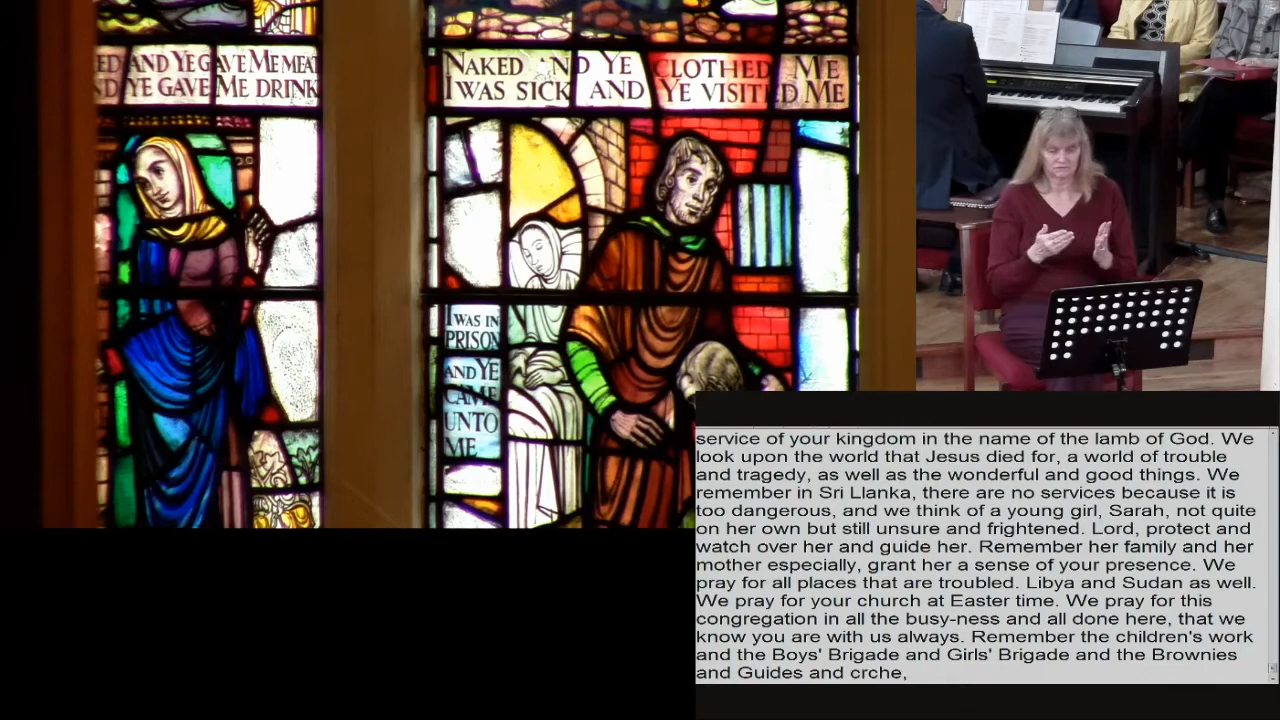 ED AND YE GAVE ME MEAT
ND YE GAVE ME DRINK
NAKED AND YE CLOTHED ME
I WAS SICK AND YE VISITED ME
I WAS IN
PRISON
AND YE
CAME
UNTO
ME
service of your kingdom in the name of the lamb of God. We
look upon the world that Jesus died for, a world of trouble
and tragedy, as well as the wonderful and good things. We
remember in Sri Llanka, there are no services because it is
too dangerous, and we think of a young girl, Sarah, not quite
on her own but still unsure and frightened. Lord, protect and
watch over her and guide her. Remember her family and her
mother especially, grant her a sense of your presence. We
pray for all places that are troubled. Libya and Sudan as well.
We pray for your church at Easter time. We pray for this
congregation in all the busy-ness and all done here, that we
know you are with us always. Remember the children's work
and the Boys' Brigade and Girls' Brigade and the Brownies
and Guides and crche,